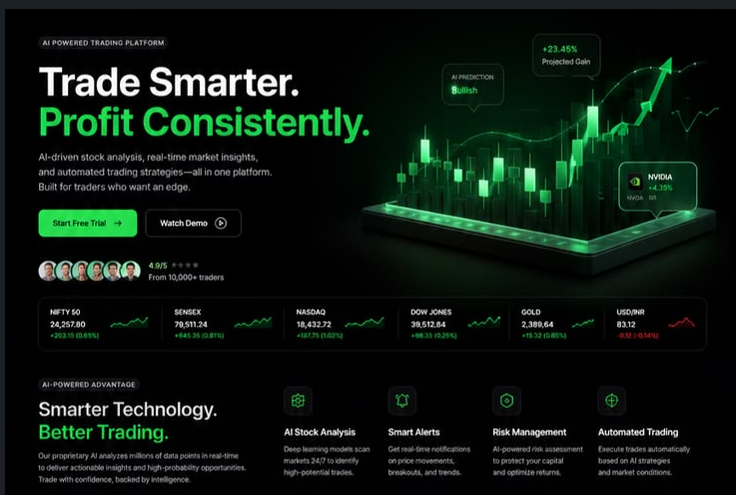 AI POWERED TRADING PLATFORM
Trade Smarter.
Profit Consistently.
AI-driven stock analysis, real-time market insights,
and automated trading strategies—all in one platform.
Built for traders who want an edge.
Start Free Trial
Watch Demo
4.9/5
From 10,000+ traders
+23.45%
Projected Gain
AI PREDICTION
Bullish
NVIDIA
+4.35%
NVDA
NIFTY 50
24,257.80
+203.15 (0.85%)
SENSEX
79,511.24
+645.35 (0.81%)
NASDAQ
18,432.72
+187.75 (1.02%)
DOW JONES
39,512.84
+98.33 (0.25%)
GOLD
2,389,64
+15.32 (0.65%)
USD/INR
83.12
-0.12 (-0.14%)
AI-POWERED ADVANTAGE
Smarter Technology.
Better Trading.
Our proprietary AI analyzes millions of data points in real-time
to deliver actionable insights and high-probability opportunities.
Trade with confidence, backed by intelligence.
AI Stock Analysis
Deep learning models scan
markets 24/7 to identify
high-potential trades.
Smart Alerts
Get real-time notifications
on price movements,
breakouts, and trends.
Risk Management
AI-powered risk assessment
to protect your capital
and optimize returns.
Automated Trading
Execute trades automatically
based on AI strategies
and market conditions.